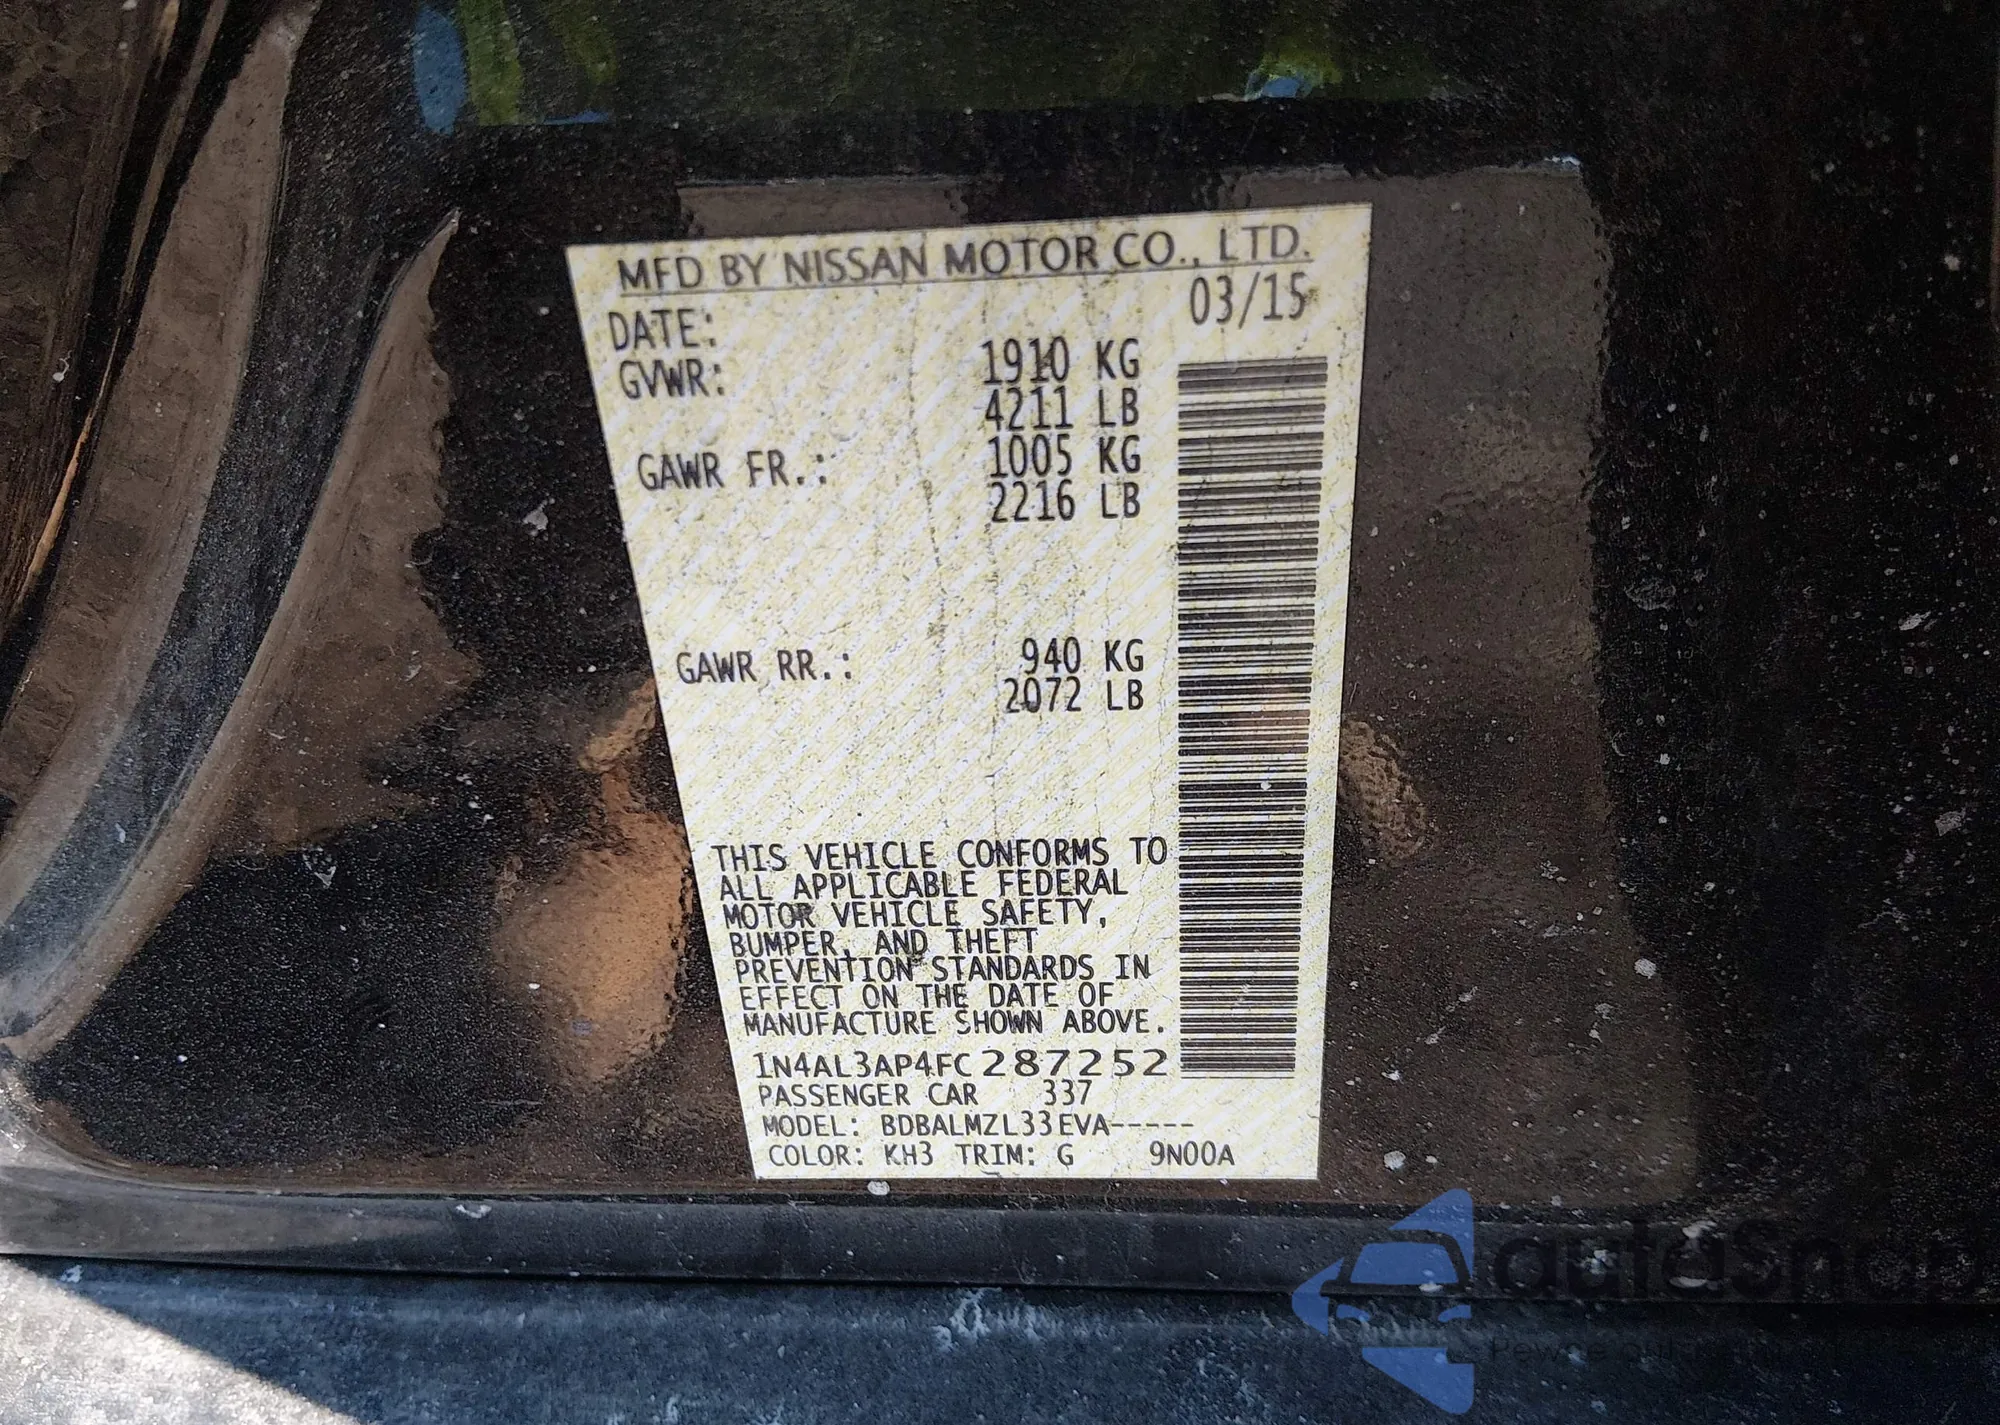 MFD BY NISSAN MOTOR CO., LTD.
DATE: 03/15
GVWR: 1910 KG
4211 LB
GAWR FR.: 1005 KG
2216 LB
GAWR RR.: 940 KG
2072 LB
THIS VEHICLE CONFORMS TO
ALL APPLICABLE FEDERAL
MOTOR VEHICLE SAFETY,
BUMPER, AND THEFT
PREVENTION STANDARDS IN
EFFECT ON THE DATE OF
MANUFACTURE SHOWN ABOVE.
1N4AL3AP4FC287252
PASSENGER CAR 337
MODEL: BDBALMZL33EVA-----
COLOR: KH3 TRIM: G 9N00A
autoSnap
Pewne